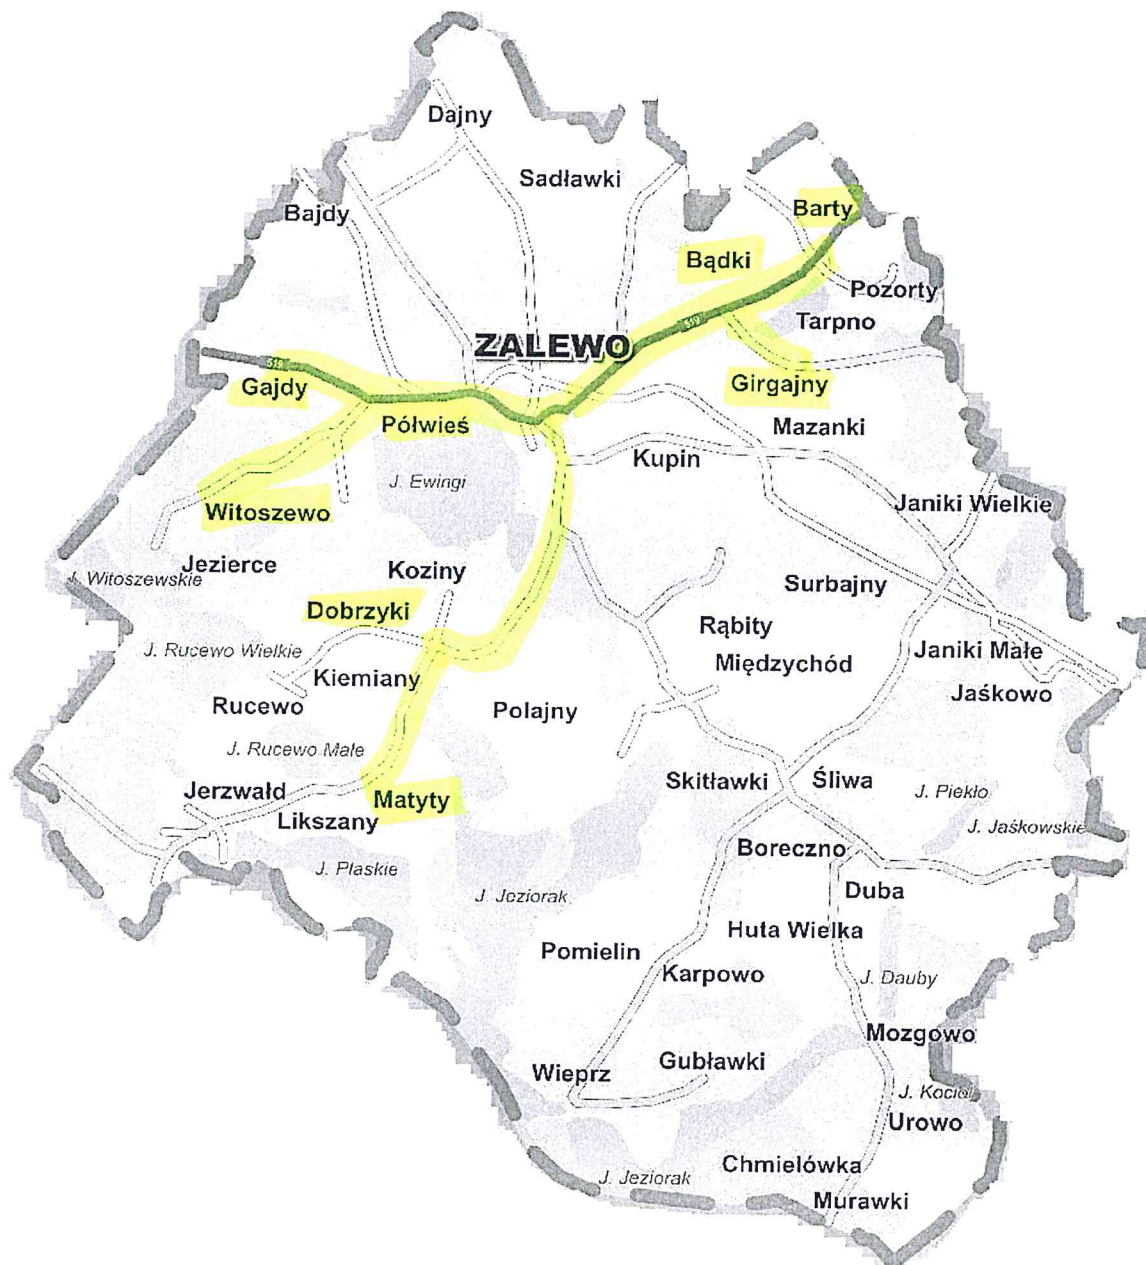 Dajny
Sadławki
Bajdy
Barty
Bądki
Pozorty
Tarpno
ZALEWO
519
519
Gajdy
Girgajny
Półwieś
Mazanki
Kupin
J. Ewingi
Witoszewo
Janiki Wielkie
Jezierce
Koziny
J. Witoszewskie
Surbajny
Dobrzyki
Rąbity
J. Rucewo Wielkie
Janiki Małe
Kiemiany
Międzychód
Jaśkowo
Rucewo
Polajny
J. Rucewo Małe
Skitławki
Śliwa
Jerzwałd
Matyty
J. Piekło
Likszany
J. Jaśkowskie
Boreczno
J. Płaskie
Duba
J. Jeziorak
Huta Wielka
Pomielin
Karpowo
J. Dauby
Mozgowo
Gubławki
Wieprz
J. Kocioł
Urowo
Chmielówka
J. Jeziorak
Murawki